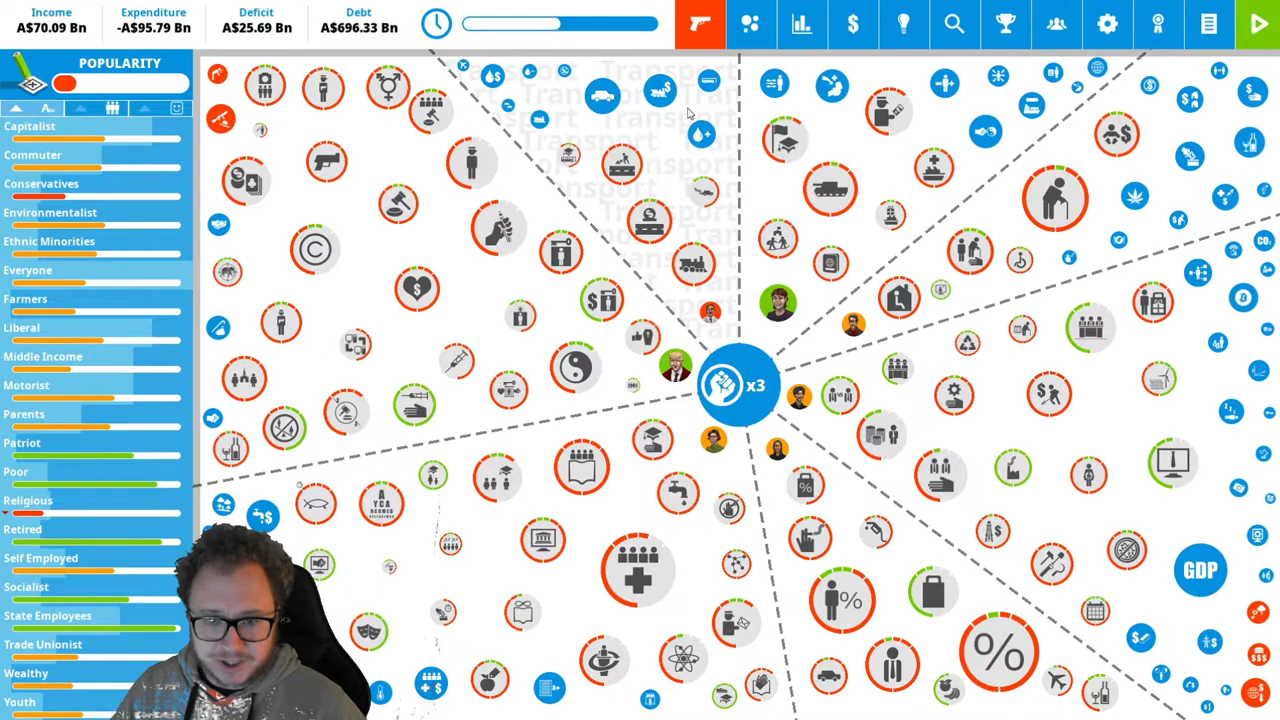 Income
A$70.09 Bn
Expenditure
-A$95.79 Bn
Deficit
A$25.69 Bn
Debt
A$696.33 Bn
POPULARITY
Capitalist
Commuter
Conservatives
Environmentalist
Ethnic Minorities
Everyone
Farmers
Liberal
Middle Income
Motorist
Parents
Patriot
Poor
Religious
Retired
Self Employed
Socialist
State Employees
Trade Unionist
Wealthy
Youth
Transport
x3
GDP
%
%